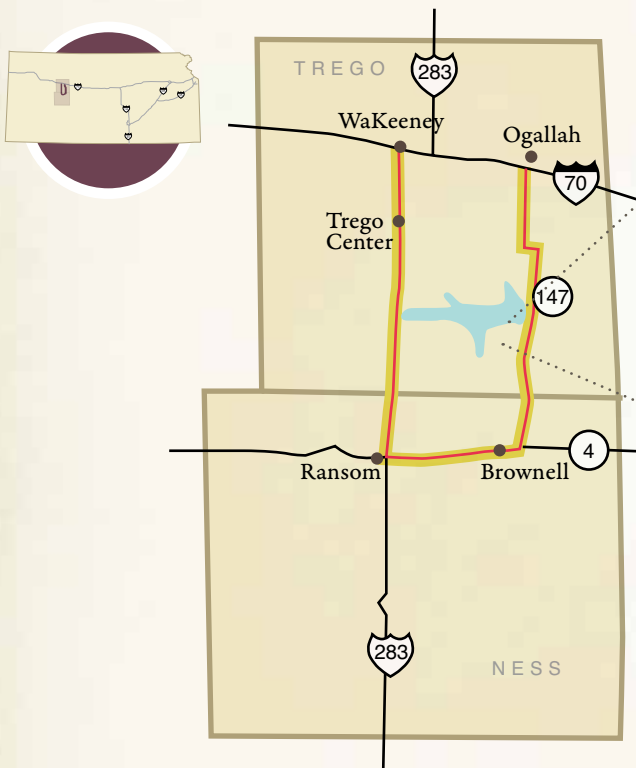 TREGO
283
WaKeeney
Ogallah
70
Trego
Center
147
Ransom
Brownell
4
283
NESS